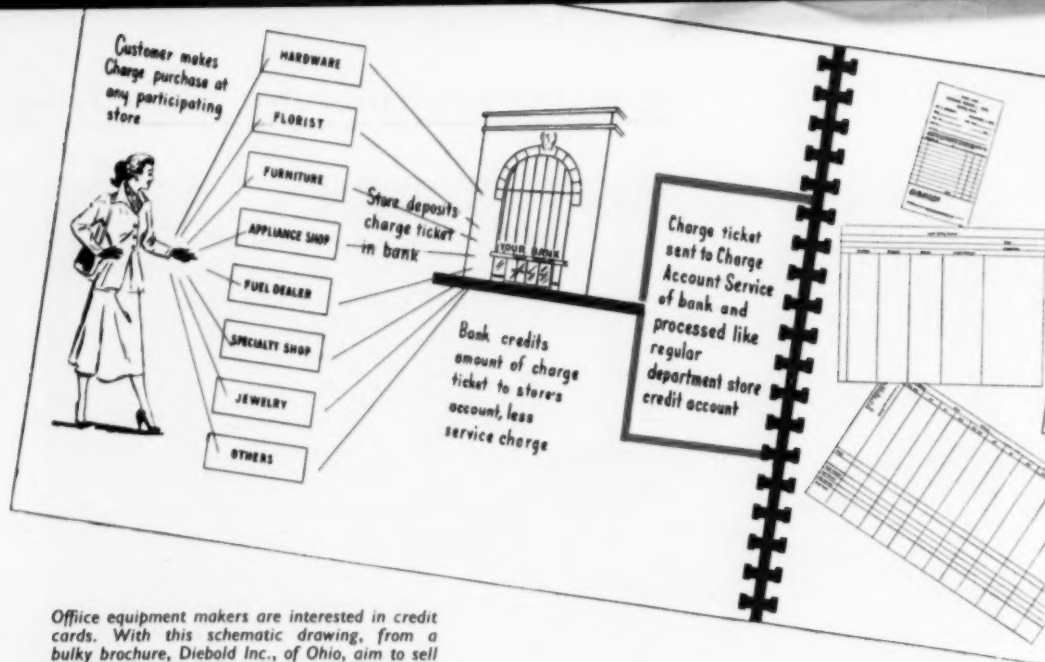 Customer makes
Charge purchase at
any participating
store
HARDWARE
FLORIST
FURNITURE
APPLIANCE SHOP
FUEL DEALER
SPECIALTY SHOP
JEWELRY
OTHERS
Store deposits
charge ticket
in bank
YOUR BANK
Bank credits
amount of charge
ticket to store's
account, less
service charge
Charge ticket
sent to Charge
Account Service
of bank and
processed like
regular
department store
credit account
Offiice equipment makers are interested in credit
cards. With this schematic drawing, from a
bulky brochure, Diebold Inc., of Ohio, aim to sell